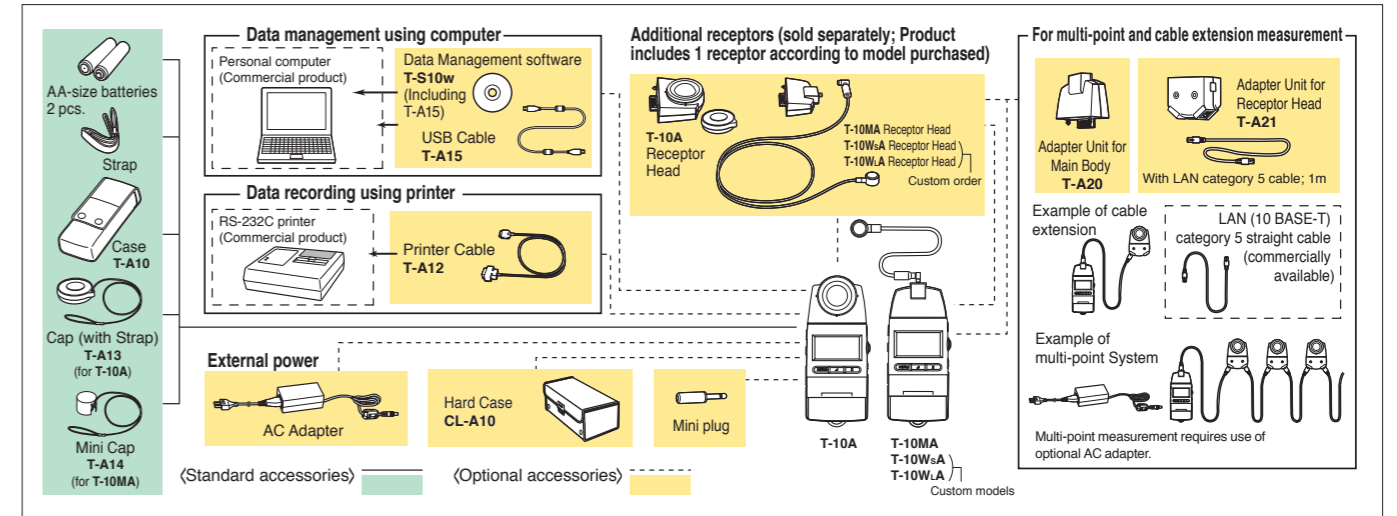 AA-size batteries
2 pcs.
Strap
Case
T-A10
Cap (with Strap)
T-A13
(for T-10A)
Mini Cap
T-A14
(for T-10MA)
Data management using computer
Personal computer
(Commercial product)
Data Management software
T-S10w
(Including
T-A15)
USB Cable
T-A15
Data recording using printer
RS-232C printer
(Commercial product)
Printer Cable
T-A12
External power
AC Adapter
Hard Case
CL-A10
Mini plug
〈Standard accessories〉
〈Optional accessories〉
Additional receptors (sold separately; Product
includes 1 receptor according to model purchased)
T-10A
Receptor
Head
T-10MA Receptor Head
T-10WsA Receptor Head
T-10WLA Receptor Head
Custom order
T-10A
T-10MA
T-10WsA
T-10WLA
Custom models
For multi-point and cable extension measurement
Adapter Unit for
Main Body
T-A20
Adapter Unit for
Receptor Head
T-A21
With LAN category 5 cable; 1m
Example of cable
extension
LAN (10 BASE-T)
category 5 straight cable
(commercially
available)
Example of
multi-point System
Multi-point measurement requires use of
optional AC adapter.